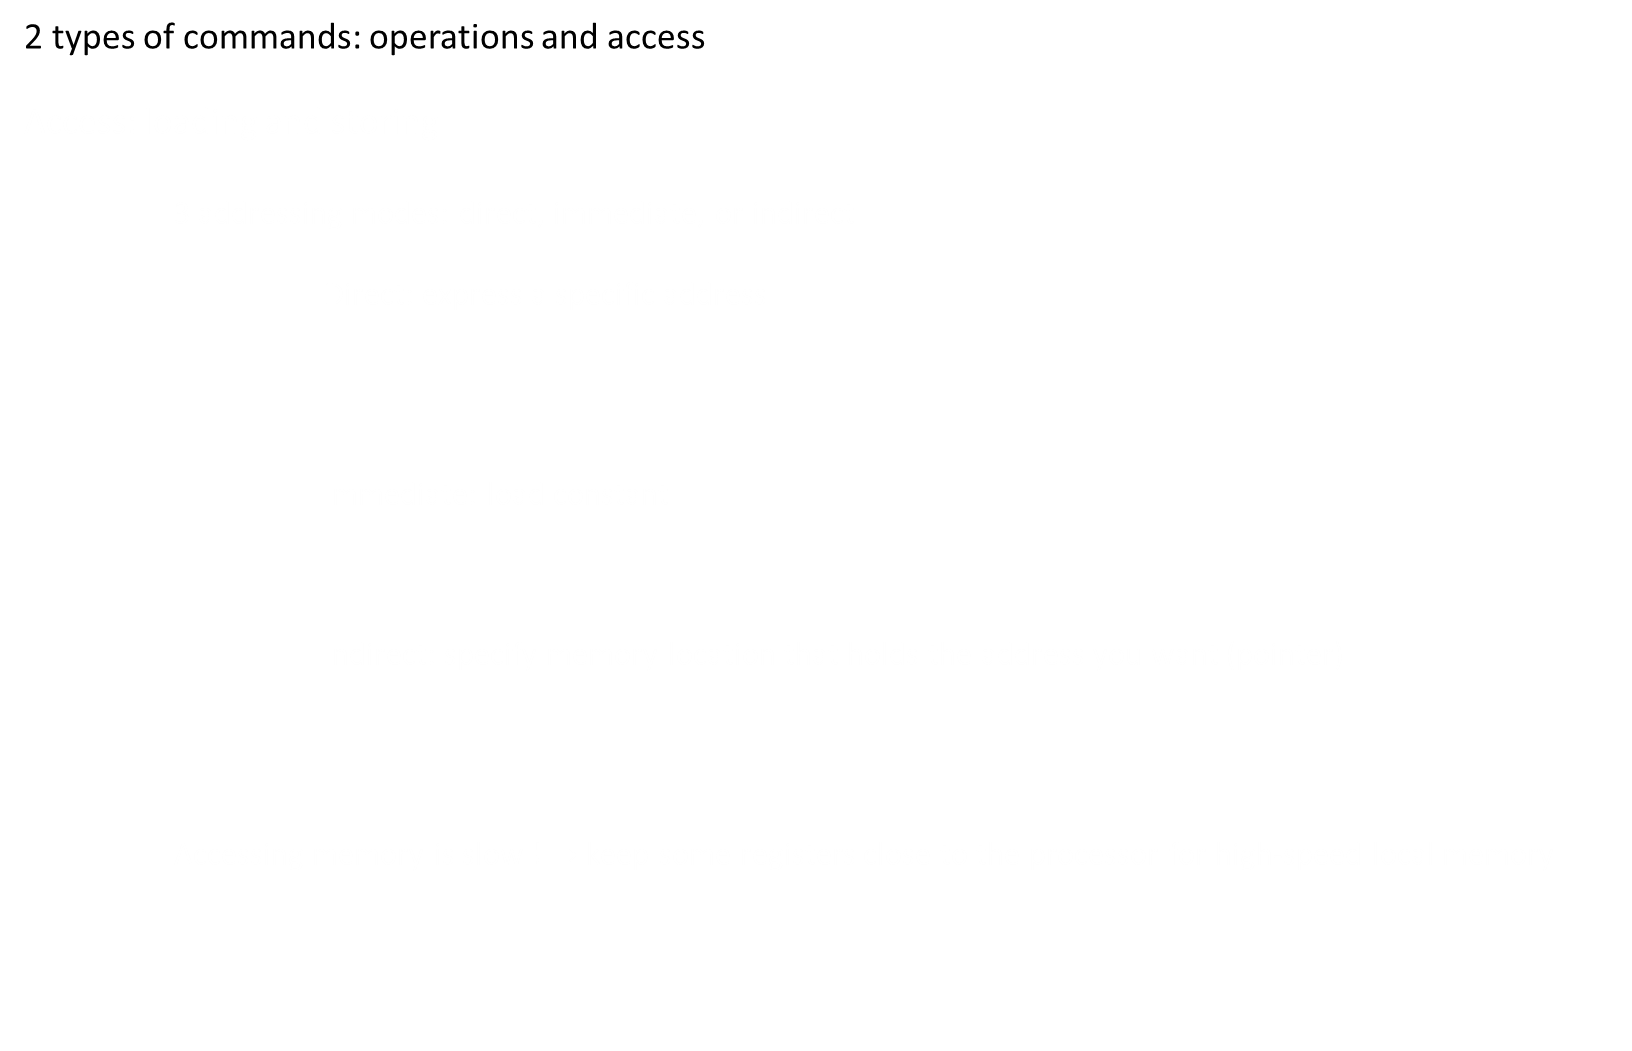 2 types of commands: operations and access